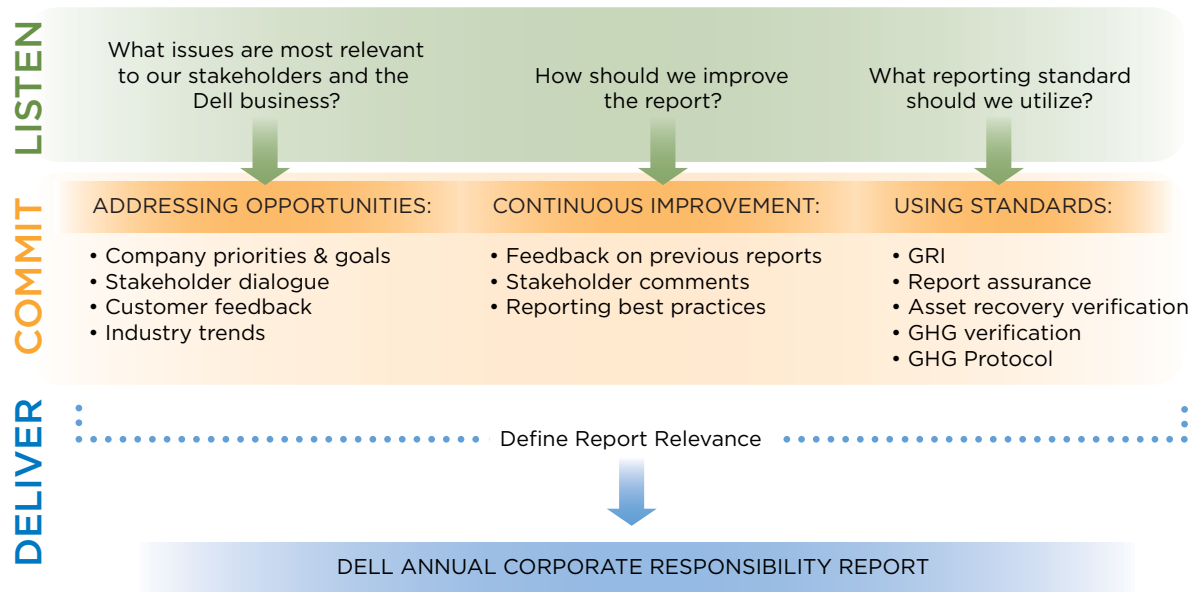 LISTEN
What issues are most relevant
to our stakeholders and the
Dell business?
How should we improve
the report?
What reporting standard
should we utilize?
COMMIT
ADDRESSING OPPORTUNITIES:
• Company priorities & goals
• Stakeholder dialogue
• Customer feedback
• Industry trends
CONTINUOUS IMPROVEMENT:
• Feedback on previous reports
• Stakeholder comments
• Reporting best practices
USING STANDARDS:
• GRI
• Report assurance
• Asset recovery verification
• GHG verification
• GHG Protocol
DELIVER
Define Report Relevance
DELL ANNUAL CORPORATE RESPONSIBILITY REPORT